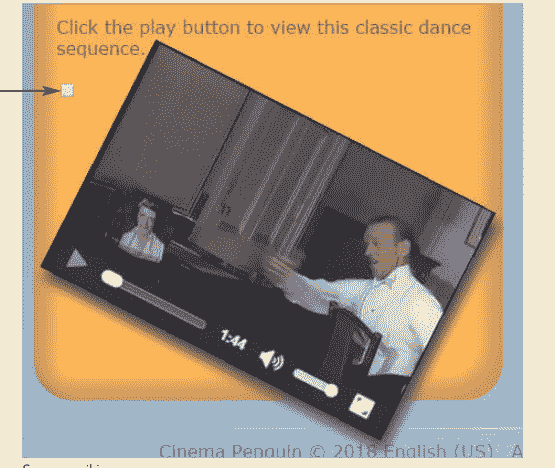 Click the play button to view this classic dance
sequence.
1:44
Cinema Penguin © 2018 English (US) A